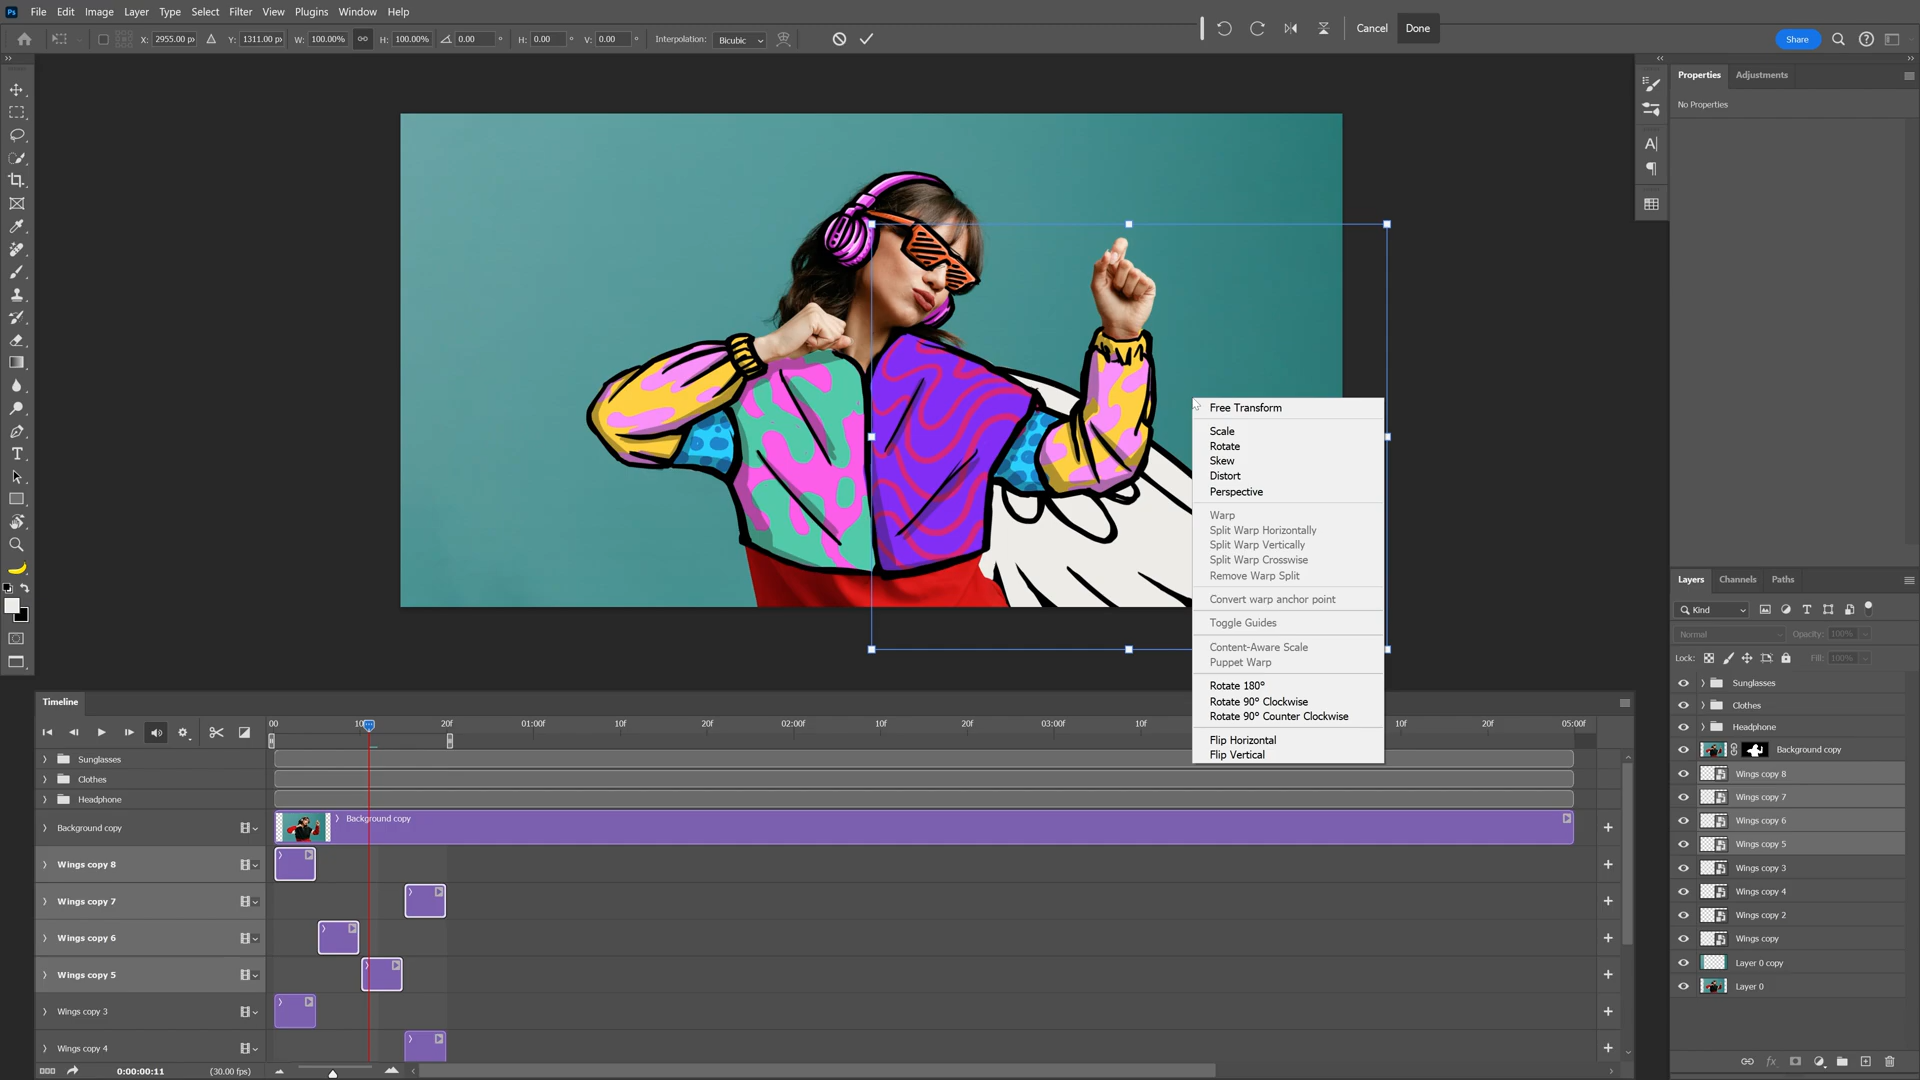 Ps File Edit Image Layer Type Select Filter View Plugins Window Help
X: 2955.00 px Y: 1311.00 px W: 100.00% H: 100.00% 0.00 ° H: 0.00 ° V: 0.00 ° Interpolation: Bicubic
Cancel Done
Share
Properties Adjustments
No Properties
Free Transform
Scale
Rotate
Skew
Distort
Perspective
Warp
Split Warp Horizontally
Split Warp Vertically
Split Warp Crosswise
Remove Warp Split
Convert warp anchor point
Toggle Guides
Content-Aware Scale
Puppet Warp
Rotate 180°
Rotate 90° Clockwise
Rotate 90° Counter Clockwise
Flip Horizontal
Flip Vertical
Layers Channels Paths
Kind
Normal Opacity: 100%
Lock: Fill: 100%
Sunglasses
Clothes
Headphone
Background copy
Wings copy 8
Wings copy 7
Wings copy 6
Wings copy 5
Wings copy 3
Wings copy 4
Wings copy 2
Wings copy
Layer 0 copy
Layer 0
Timeline
00 10 20f 01:00f 10f 20f 02:00f 10f 20f 03:00f 10f 10f 20f 05:00f
Sunglasses
Clothes
Headphone
Background copy Background copy
Wings copy 8
Wings copy 7
Wings copy 6
Wings copy 5
Wings copy 3
Wings copy 4
0:00:00:11 (30.00 fps)